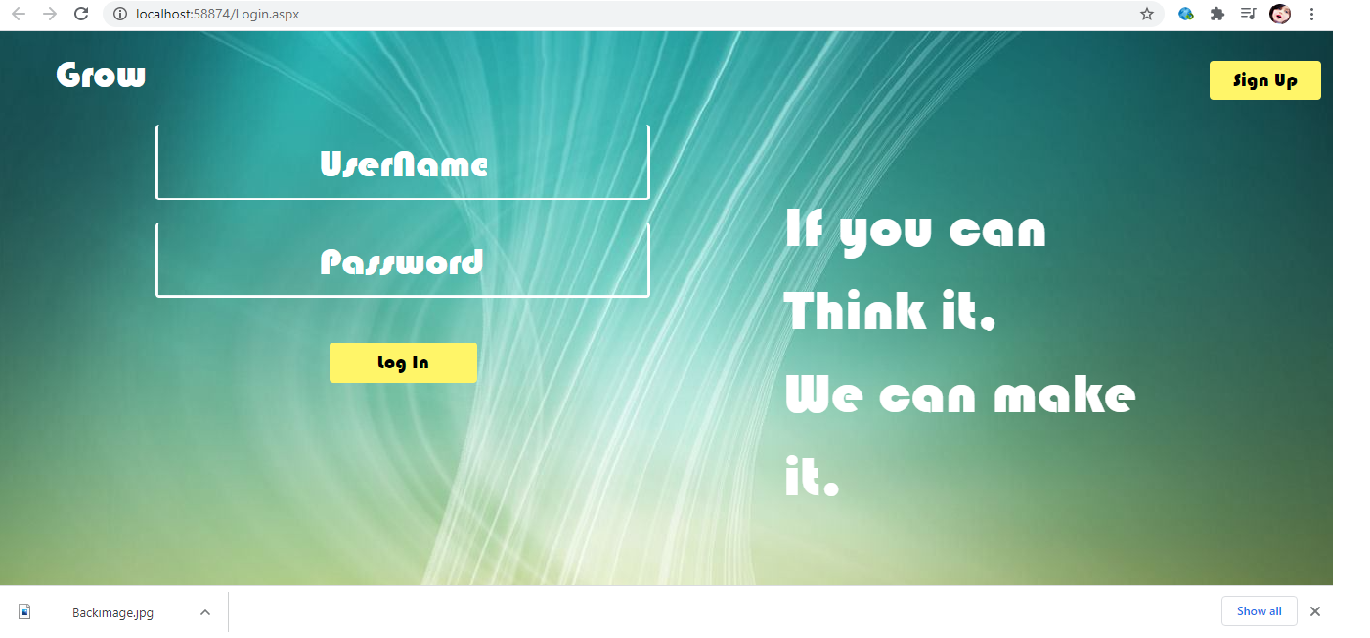 localhost:58874/Login.aspx
Grow
Sign Up
UserName
Password
Log In
If you can
Think it.
We can make
it.
Backimage.jpg
Show all